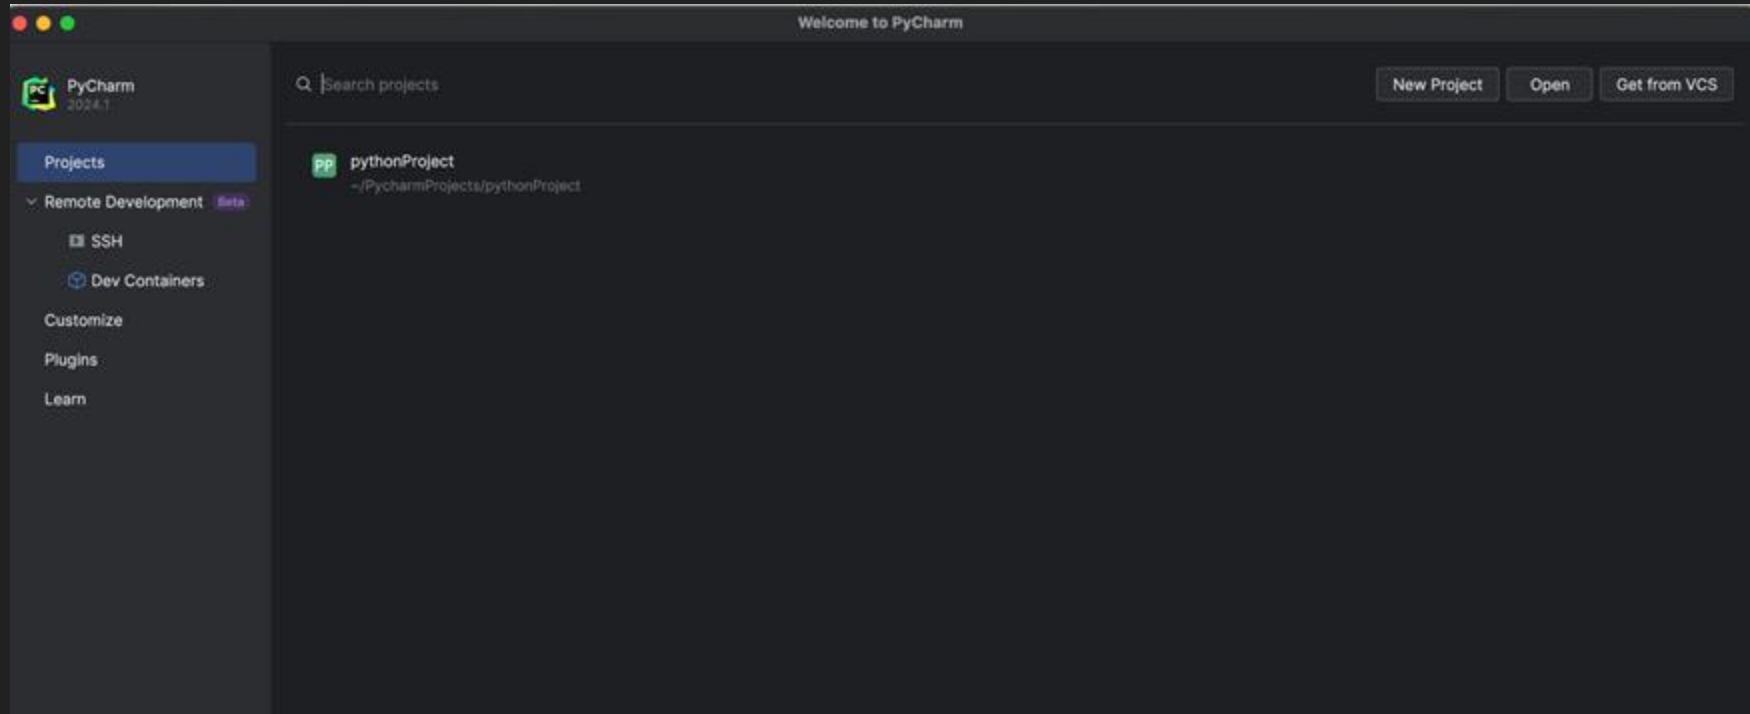 Welcome to PyCharm
PC
PyCharm
2024.1
Search projects
New Project
Open
Get from VCS
Projects
PP
pythonProject
~/PycharmProjects/pythonProject
Remote Development Beta
SSH
Dev Containers
Customize
Plugins
Learn